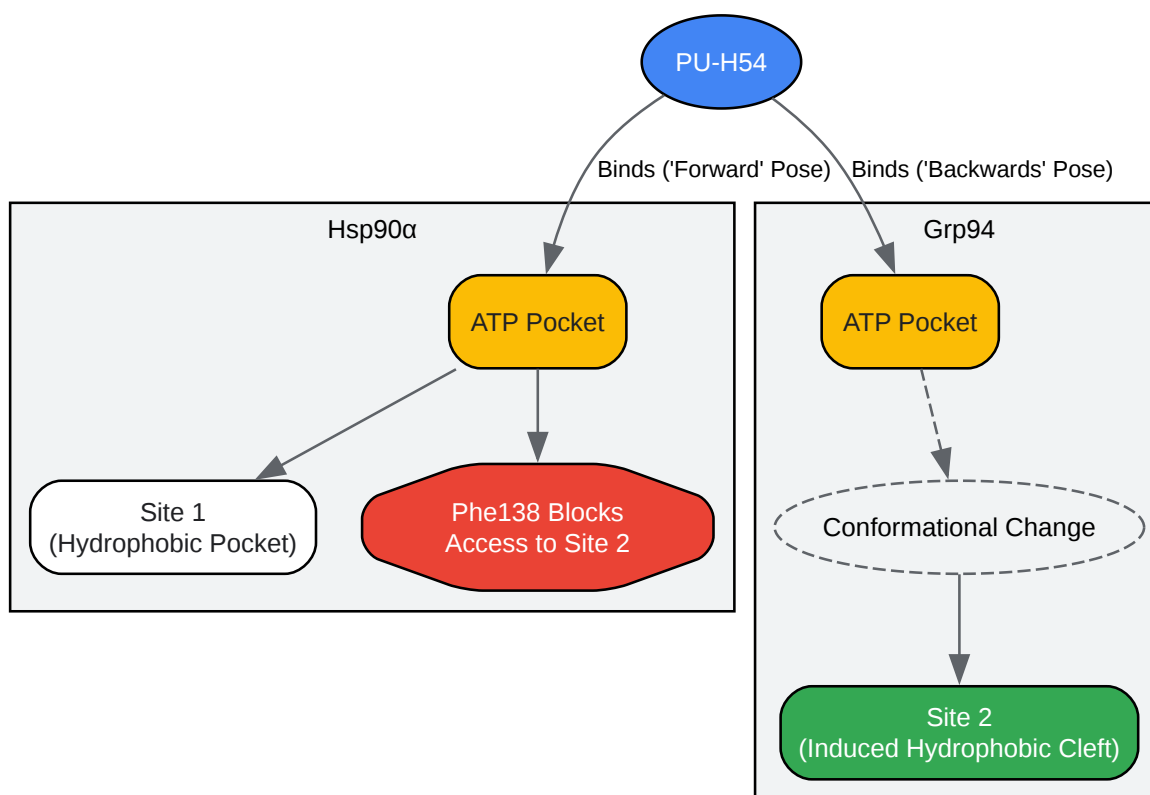 PU-H54
Binds ('Forward' Pose)
Binds ('Backwards' Pose)
Hsp90α
Grp94
ATP Pocket
ATP Pocket
Site 1
(Hydrophobic Pocket)
Phe138 Blocks
Access to Site 2
Conformational Change
Site 2
(Induced Hydrophobic Cleft)